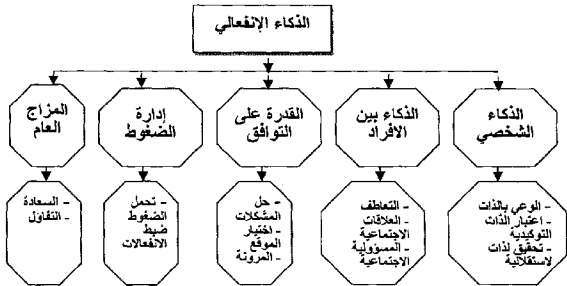 الذكاء الإنفعالي
الذكاء
الشخصي
الذكاء بين
الافراد
القدرة على
التوافق
إدارة
الضغوط
المزاج
العام
- الوعي بالذات
- اعتبار الذات
التوكيدية
- تحقيق لذات
لاستقلالية
- التعاطف
- العلاقات
الاجتماعية
- المسؤولية
الاجتماعية
- حل
المشكلات
- اختبار
الموقع
- المرونة
- تحمل
الضغوط
ضبط
الانفعالات
- السعادة
- التفاؤل